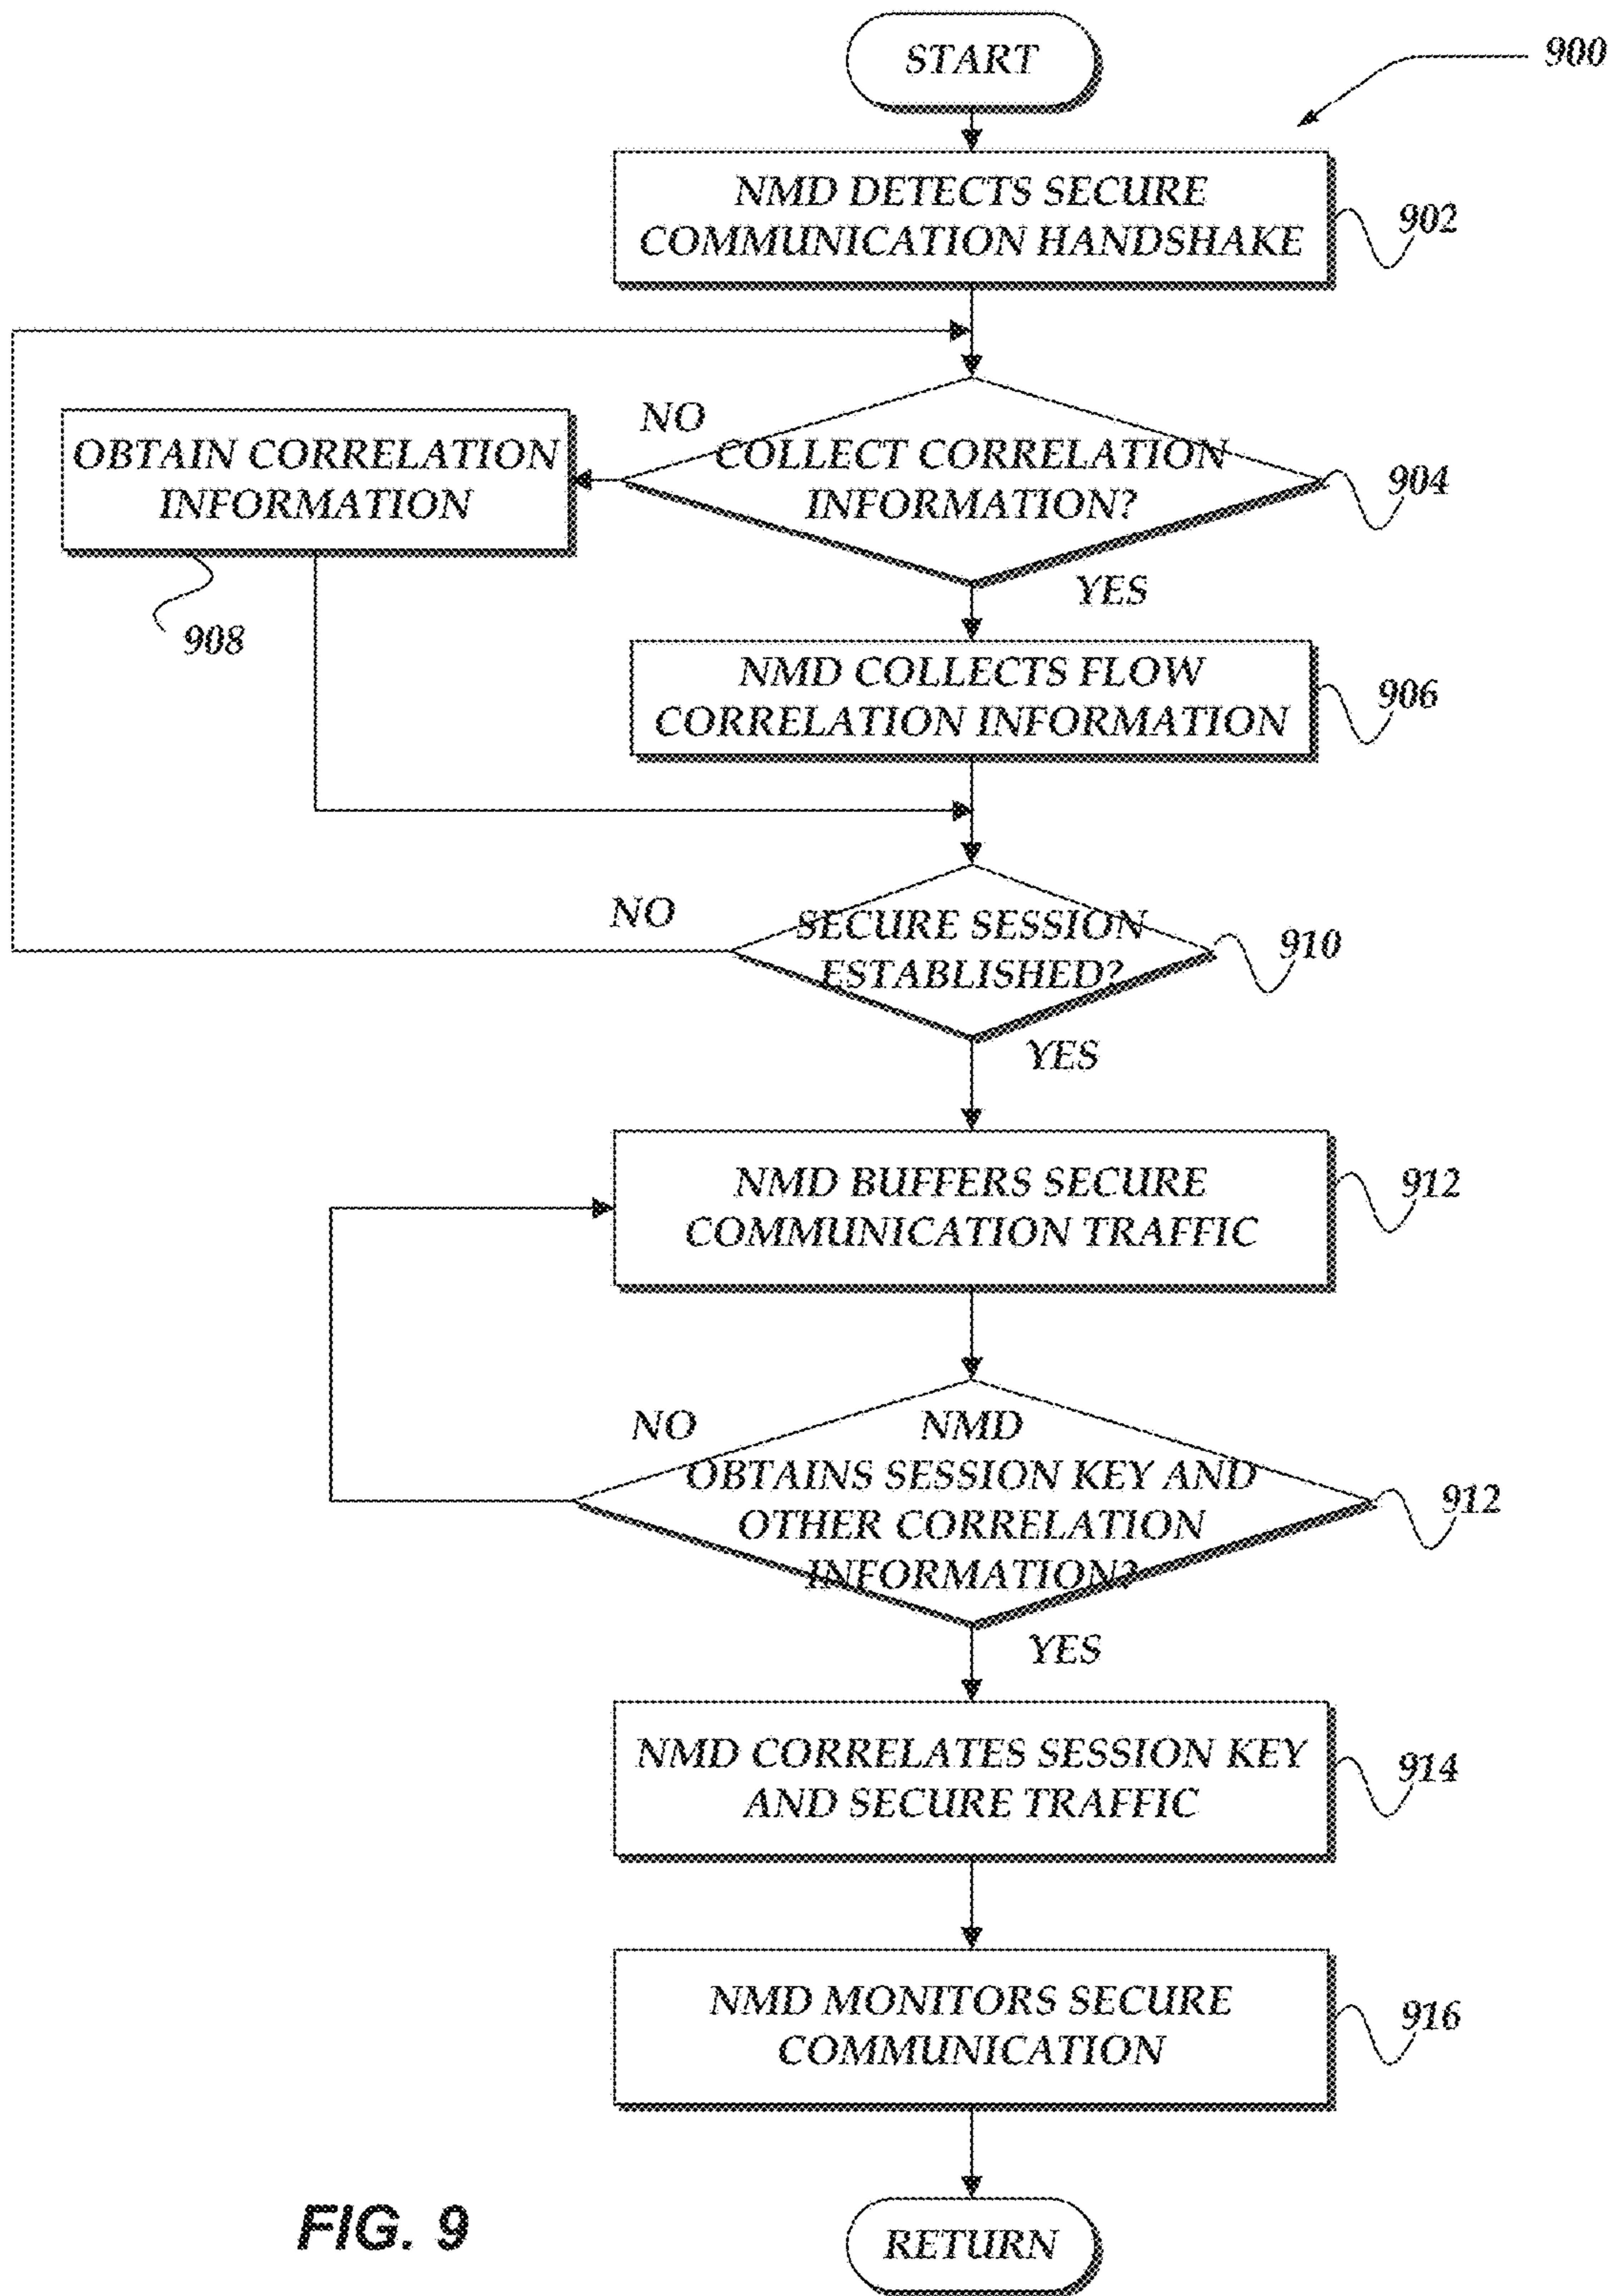 START
900
NMD DETECTS SECURE
COMMUNICATION HANDSHAKE
902
NO
COLLECT CORRELATION
INFORMATION?
904
OBTAIN CORRELATION
INFORMATION
908
YES
NMD COLLECTS FLOW
CORRELATION INFORMATION
906
NO
SECURE SESSION
ESTABLISHED?
910
YES
NMD BUFFERS SECURE
COMMUNICATION TRAFFIC
912
NO
NMD
OBTAINS SESSION KEY AND
OTHER CORRELATION
INFORMATION?
912
YES
NMD CORRELATES SESSION KEY
AND SECURE TRAFFIC
914
NMD MONITORS SECURE
COMMUNICATION
916
RETURN
FIG. 9